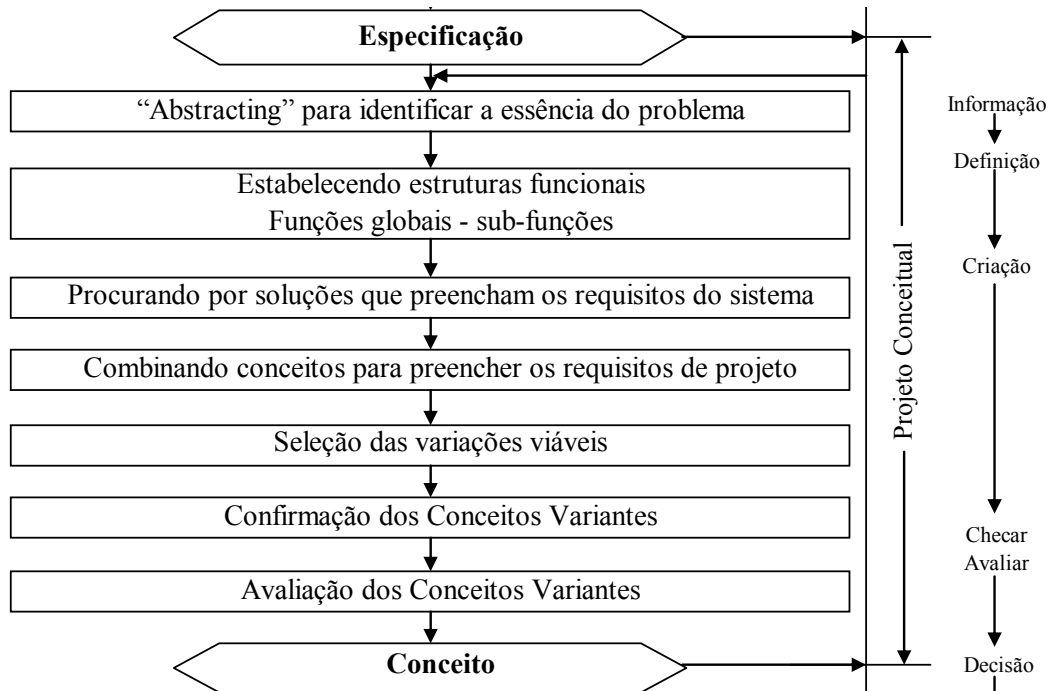 Especificação
“Abstracting” para identificar a essência do problema
Estabelecendo estruturas funcionais
Funções globais - sub-funções
Procurando por soluções que preencham os requisitos do sistema
Combinando conceitos para preencher os requisitos de projeto
Seleção das variações viáveis
Confirmação dos Conceitos Variantes
Avaliação dos Conceitos Variantes
Conceito
Projeto Conceitual
Informação
Definição
Criação
Checar
Avaliar
Decisão